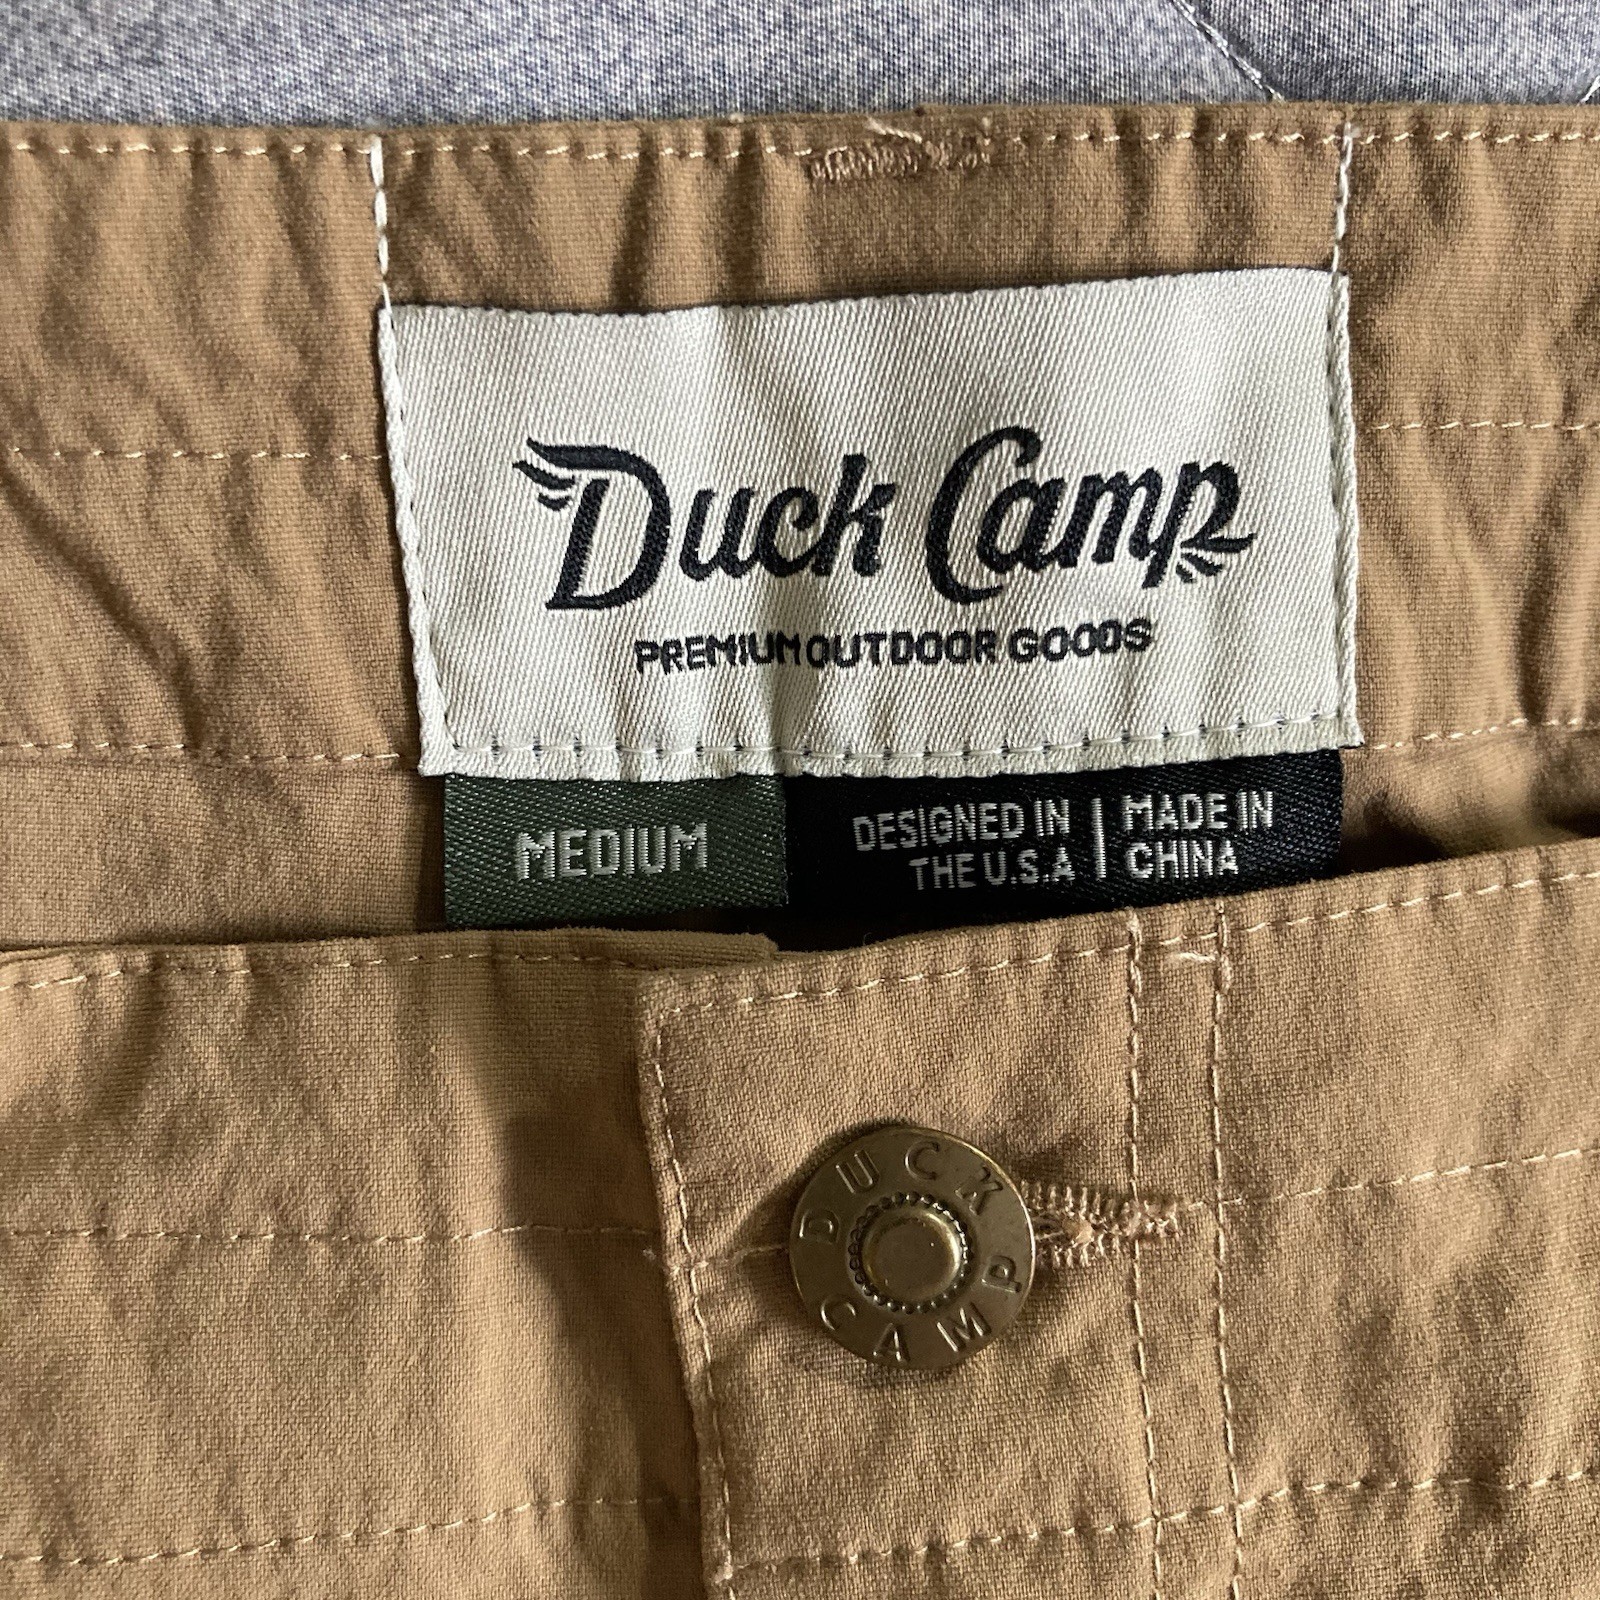 Duck Camp
PREMIUM OUTDOOR GOODS
MEDIUM
DESIGNED IN
THE U.S.A
MADE IN
CHINA
DUCK CAMP